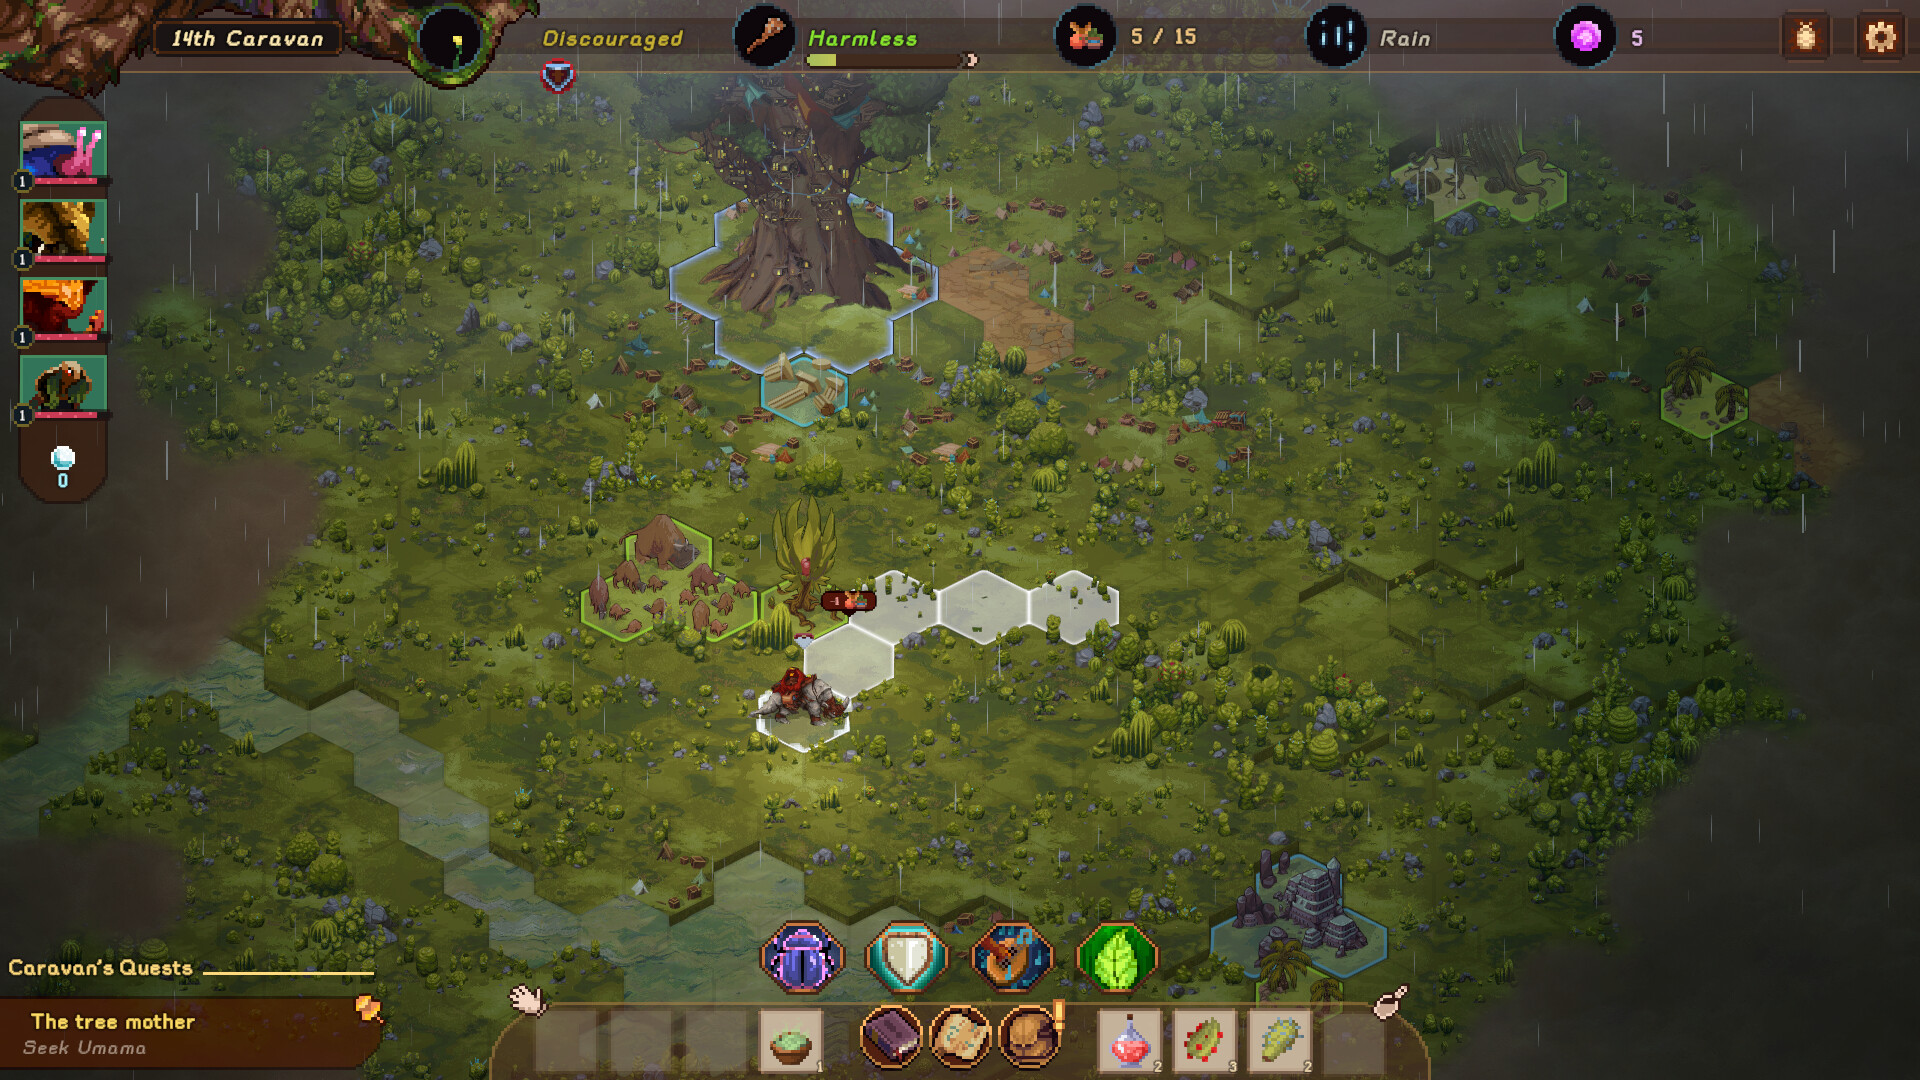 14th Caravan
Discouraged
Harmless
5 / 15
Rain
5
1
1
1
1
0
-1
Caravan's Quests
The tree mother
Seek Umama
1
2
3
2